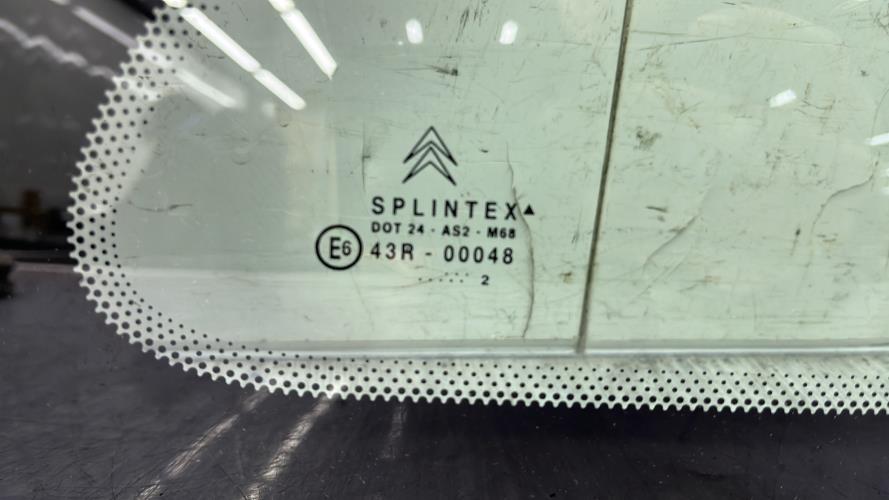 SPLINTEX▲
DOT 24 - AS2 - M68
E6 43R - 00048
...... 2